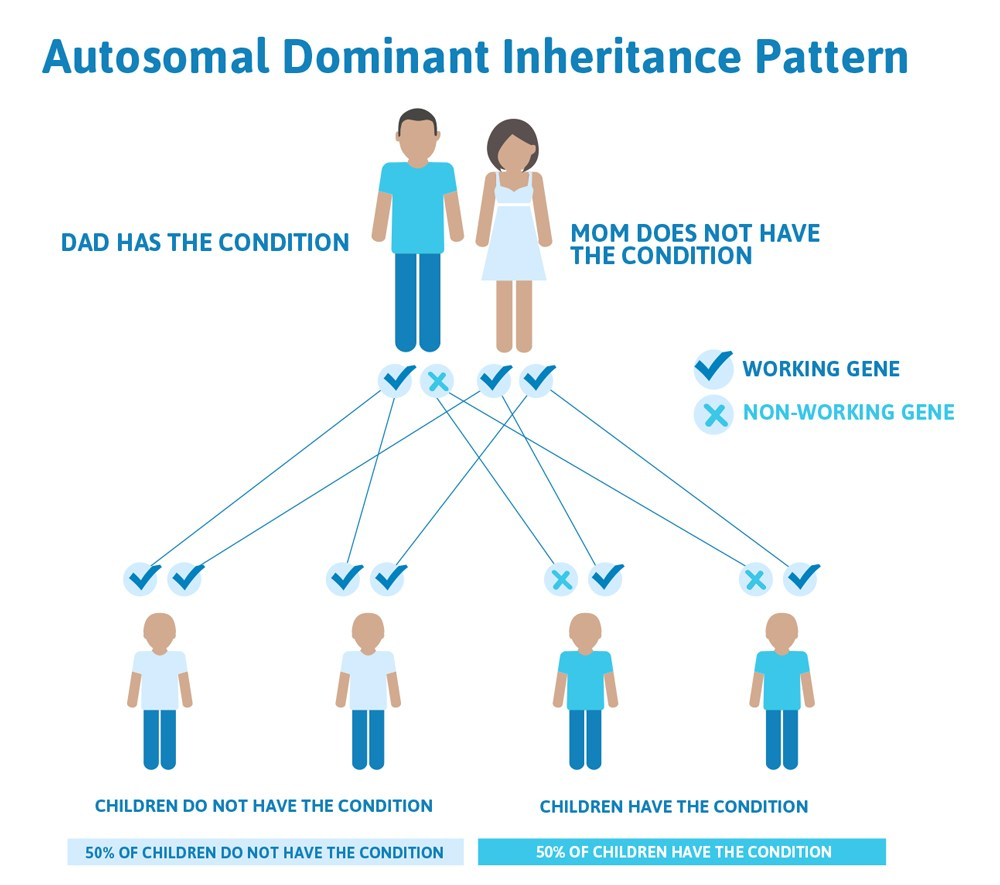 Autosomal Dominant Inheritance Pattern
DAD HAS THE CONDITION
MOM DOES NOT HAVE
THE CONDITION
WORKING GENE
NON-WORKING GENE
CHILDREN DO NOT HAVE THE CONDITION
CHILDREN HAVE THE CONDITION
50% OF CHILDREN DO NOT HAVE THE CONDITION
50% OF CHILDREN HAVE THE CONDITION